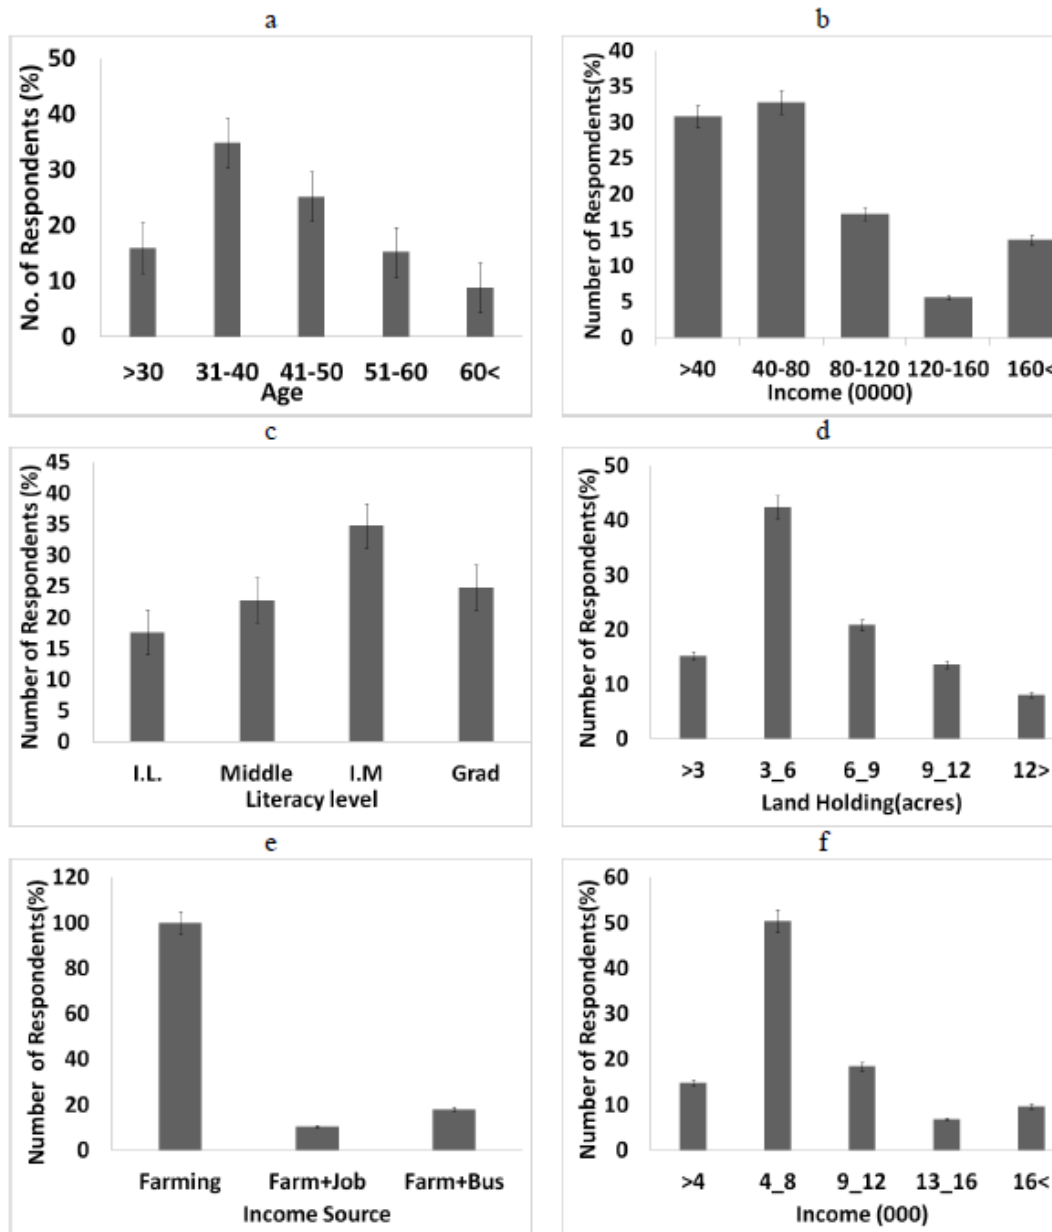 a
No. of Respondents (%)
50
40
30
20
10
0
>30 31-40 41-50 51-60 60<
Age
b
Number of Respomdents(%)
40
35
30
25
20
15
10
5
0
>40 40-80 80-120 120-160 160<
Income (0000)
c
Number of Respondents (%)
45
40
35
30
25
20
15
10
5
0
I.L. Middle I.M Grad
Literacy level
d
Number of Respondents(%)
50
40
30
20
10
0
>3 3_6 6_9 9_12 12>
Land Holding(acres)
e
Number of Respondents(%)
120
100
80
60
40
20
0
Farming Farm+Job Farm+Bus
Income Source
f
Number of Respondents(%)
60
50
40
30
20
10
0
>4 4_8 9_12 13_16 16<
Income (000)